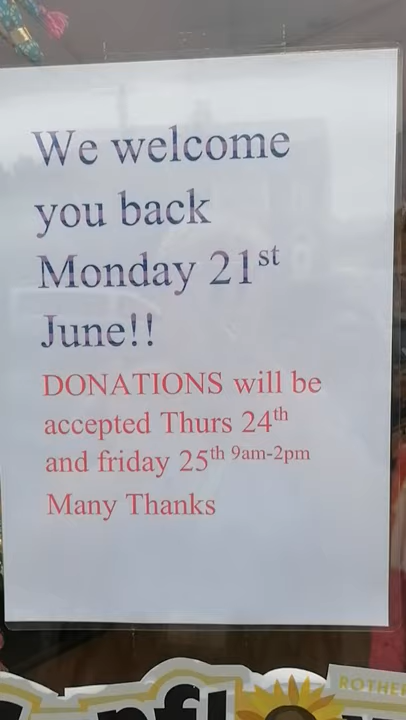 We welcome
you back
Monday 21st
June!!
DONATIONS will be
accepted Thurs 24th
and friday 25th 9am-2pm
Many Thanks